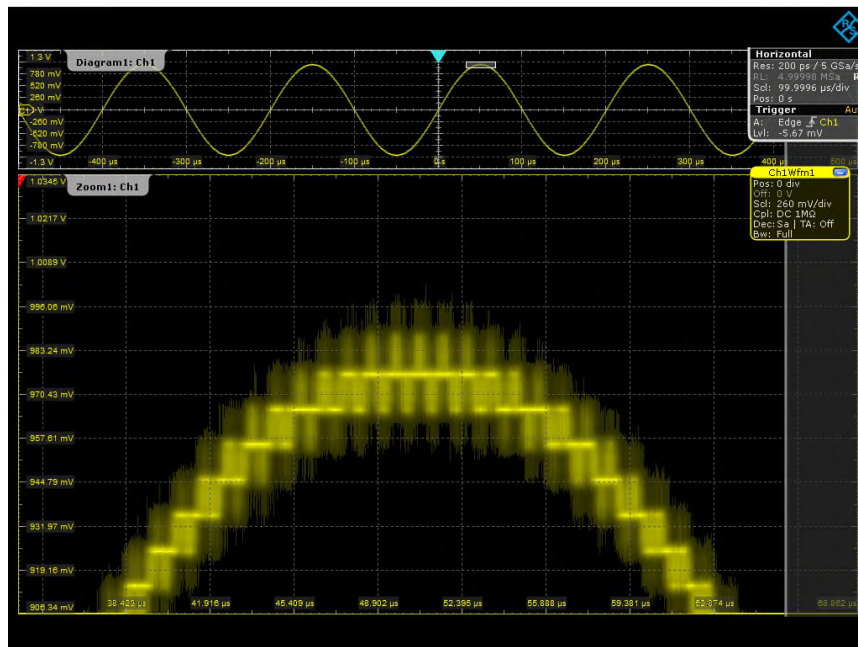 R S
Diagram1: Ch1
1.3 V
780 mV
520 mV
260 mV
0 V
-260 mV
-520 mV
-780 mV
-1.3 V
-400 µs
-300 µs
-200 µs
-100 µs
0 s
100 µs
200 µs
300 µs
400 µs
500 µs
Horizontal
Res: 200 ps / 5 GSa/s
RL: 4.99998 MSa R
Scl: 99.9996 µs/div
Pos: 0 s
Trigger Au
A: Edge Ch1
Lvl: -5.67 mV
Ch1Wfm1
Pos: 0 div
Off: 0 V
Scl: 260 mV/div
Cpl: DC 1MΩ
Dec: Sa | TA: Off
Bw: Full
Zoom1: Ch1
1.0345 V
1.0217 V
1.0089 V
996.06 mV
983.24 mV
970.43 mV
957.61 mV
944.79 mV
931.97 mV
919.16 mV
906.34 mV
38.423 µs
41.916 µs
45.409 µs
48.902 µs
52.395 µs
55.888 µs
59.381 µs
62.874 µs
68.862 µs